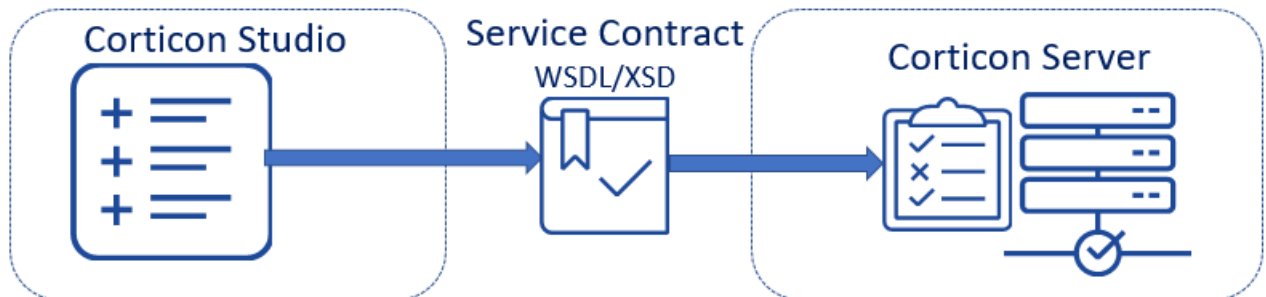 Corticon Studio
Service Contract
WSDL/XSD
Corticon Server